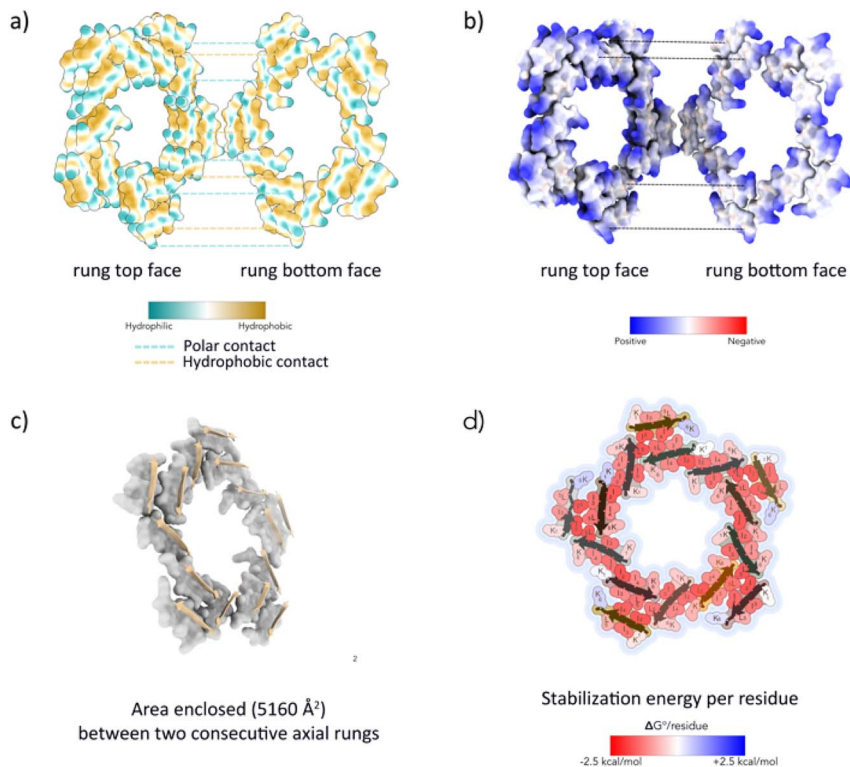 a)
b)
rung top face
rung bottom face
rung top face
rung bottom face
Hydrophilic
Hydrophobic
Polar contact
Hydrophobic contact
Positive
Negative
c)
d)
2
Area enclosed (5160 Å²)
between two consecutive axial rungs
Stabilization energy per residue
ΔG°/residue
-2.5 kcal/mol
+2.5 kcal/mol